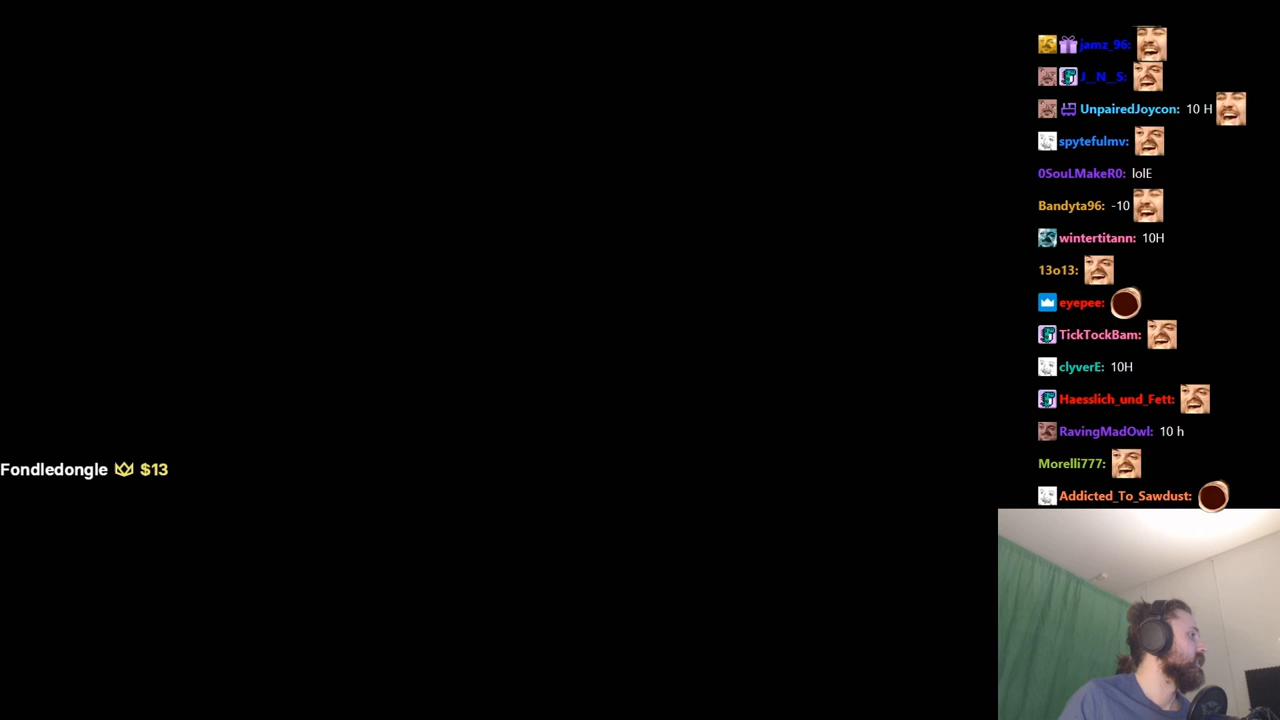 jamz_96:
J__N__S:
UnpairedJoycon: 10 H
spytefulmv:
0SouLMakeR0: lolE
Bandyta96: -10
wintertitann: 10H
13o13:
eyepee:
TickTockBam:
clyverE: 10H
Haesslich_und_Fett:
RavingMadOwl: 10 h
Morelli777:
Fondledongle $13
Addicted_To_Sawdust: